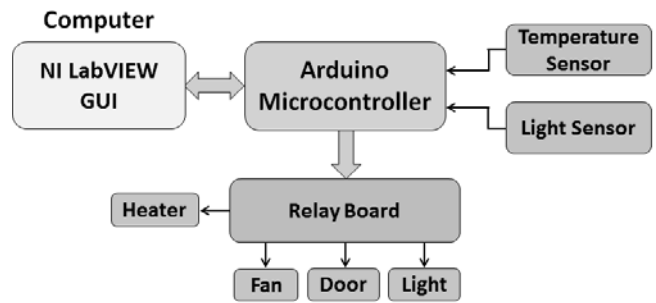 Computer
NI LabVIEW
GUI
Arduino
Microcontroller
Temperature
Sensor
Light Sensor
Heater
Relay Board
Fan
Door
Light